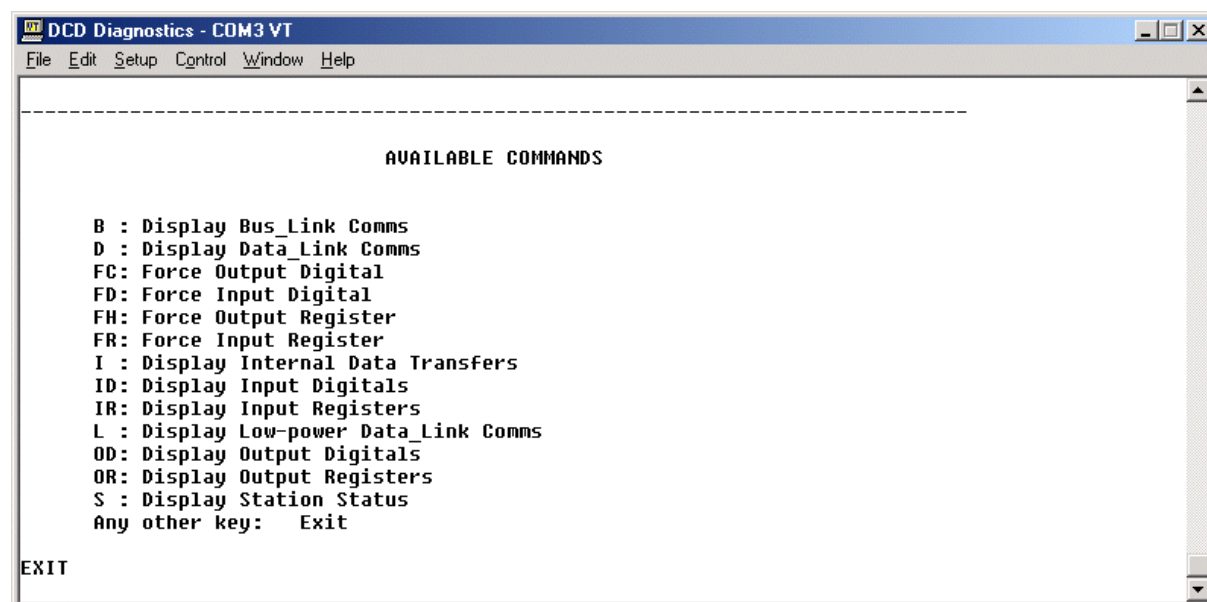 DCD Diagnostics - COM3 VT
File Edit Setup Control Window Help
--------------------------------------------------------------------------------
AVAILABLE COMMANDS
B : Display Bus_Link Comms
D : Display Data_Link Comms
FC: Force Output Digital
FD: Force Input Digital
FH: Force Output Register
FR: Force Input Register
I : Display Internal Data Transfers
ID: Display Input Digitals
IR: Display Input Registers
L : Display Low-power Data_Link Comms
OD: Display Output Digitals
OR: Display Output Registers
S : Display Station Status
Any other key: Exit
EXIT